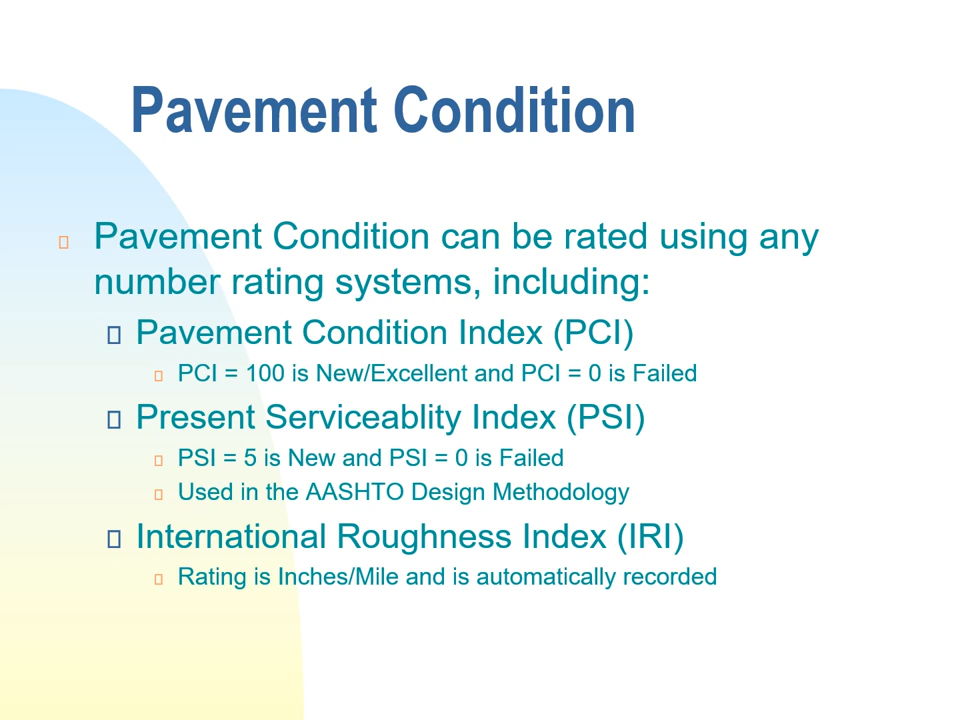 Pavement Condition
Pavement Condition can be rated using any
number rating systems, including:
Pavement Condition Index (PCI)
PCI = 100 is New/Excellent and PCI = 0 is Failed
Present Serviceablity Index (PSI)
PSI = 5 is New and PSI = 0 is Failed
Used in the AASHTO Design Methodology
International Roughness Index (IRI)
Rating is Inches/Mile and is automatically recorded